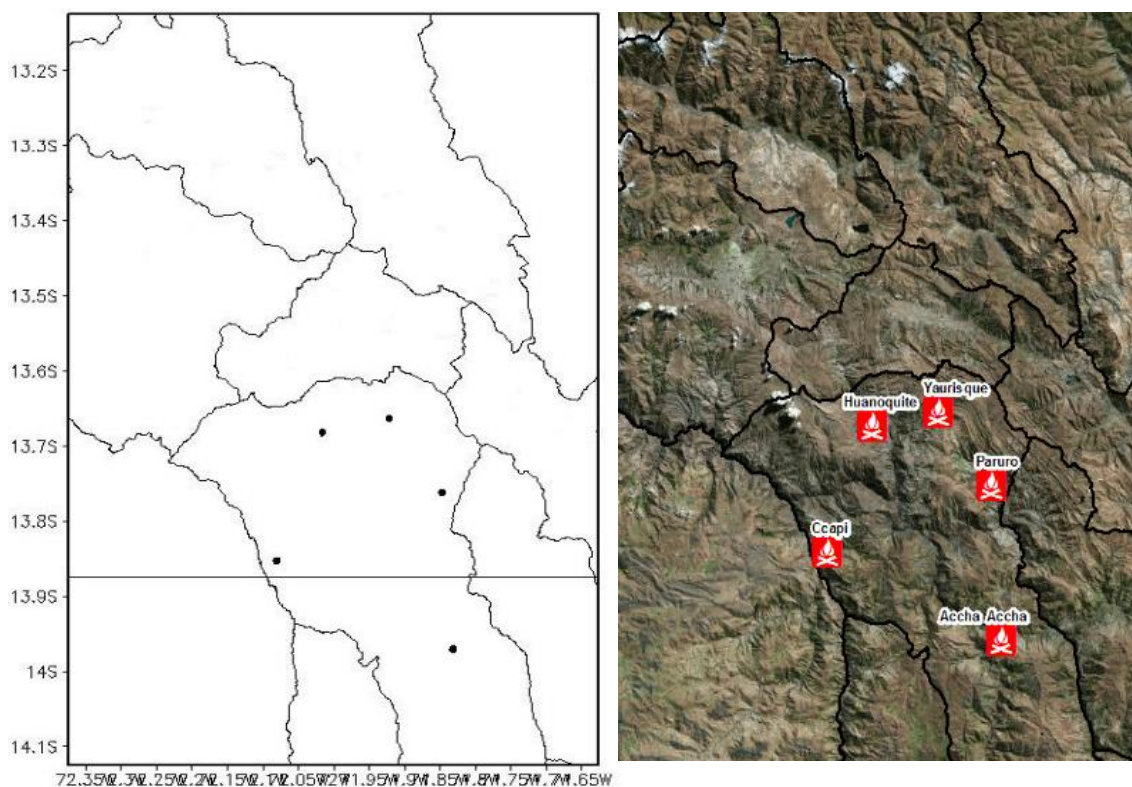 13.2S
13.3S
13.4S
13.5S
13.6S
13.7S
13.8S
13.9S
14S
14.1S
Yaurisque
Huanoquite
Paruro
Ccapi
Accha Accha